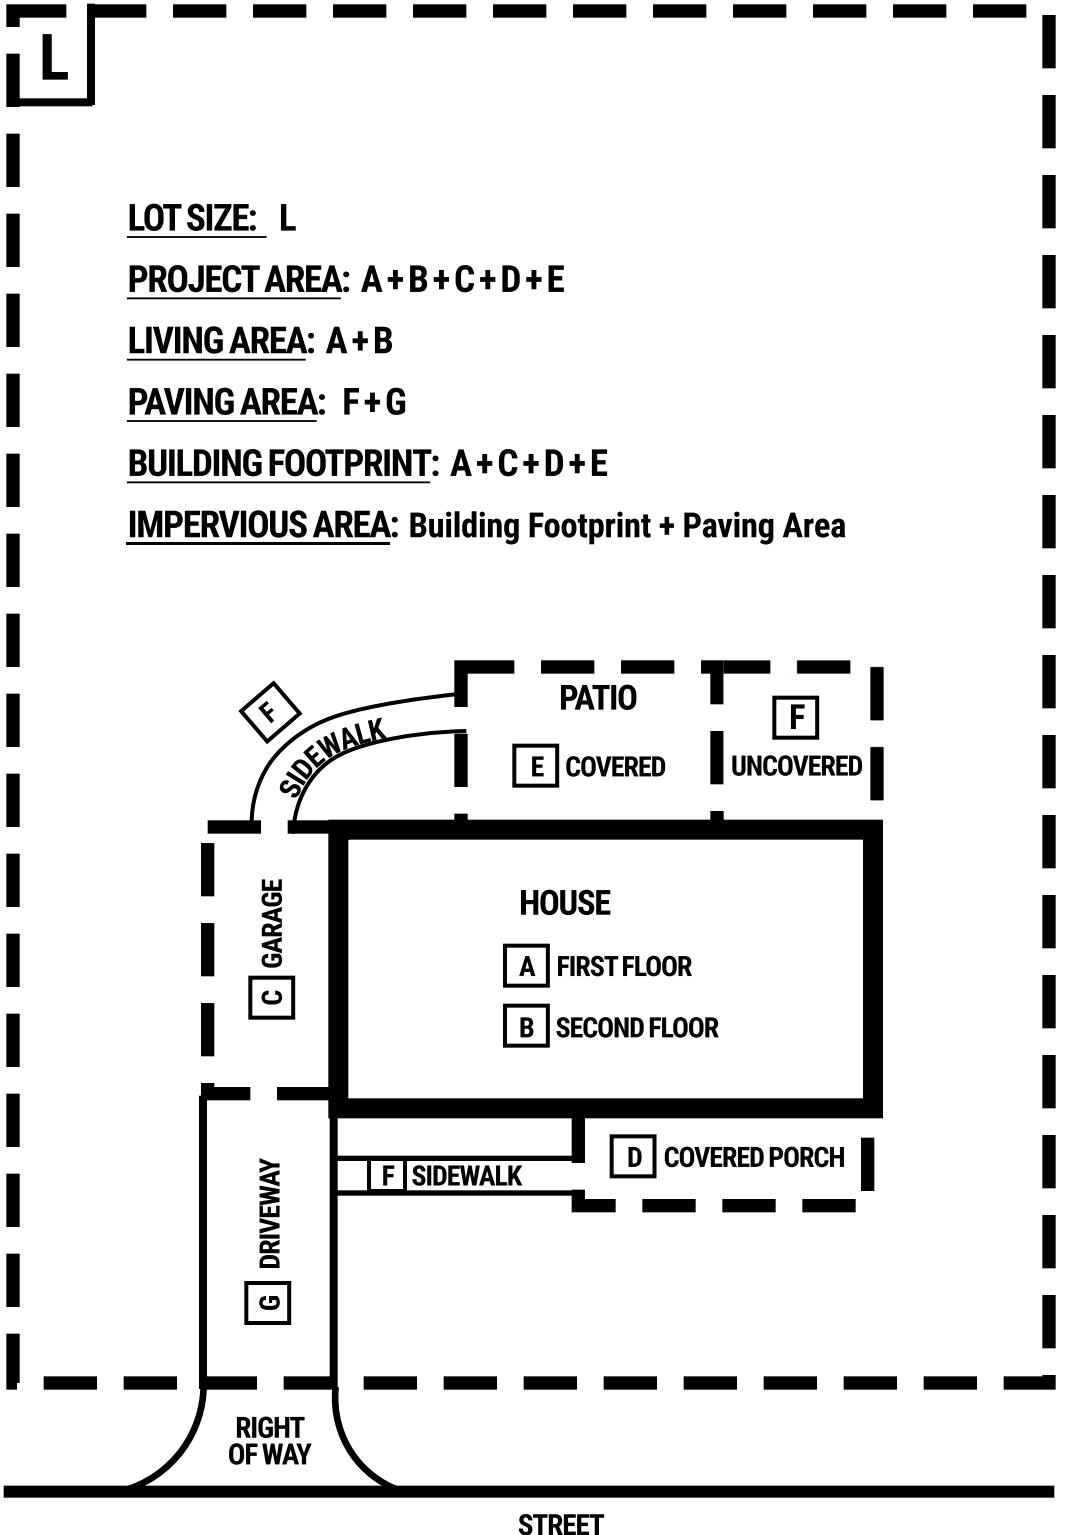 L
LOT SIZE: L
PROJECT AREA: A+B+C+D+E
LIVING AREA: A+B
PAVING AREA: F+G
BUILDING FOOTPRINT: A+C+D+E
IMPERVIOUS AREA: Building Footprint + Paving Area
F
SIDEWALK
PATIO
E COVERED
F
UNCOVERED
C GARAGE
HOUSE
A FIRST FLOOR
B SECOND FLOOR
D COVERED PORCH
F SIDEWALK
G DRIVEWAY
RIGHT
OF WAY
STREET